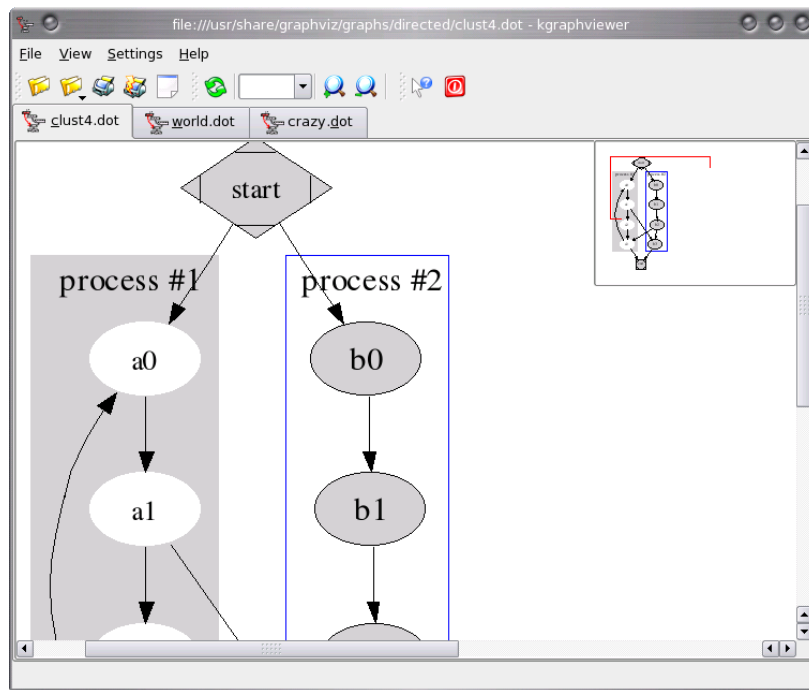 file:///usr/share/graphviz/graphs/directed/clust4.dot - kgraphviewer
File View Settings Help
clust4.dot world.dot crazy.dot
start
process #1 process #2
a0 b0
a1 b1